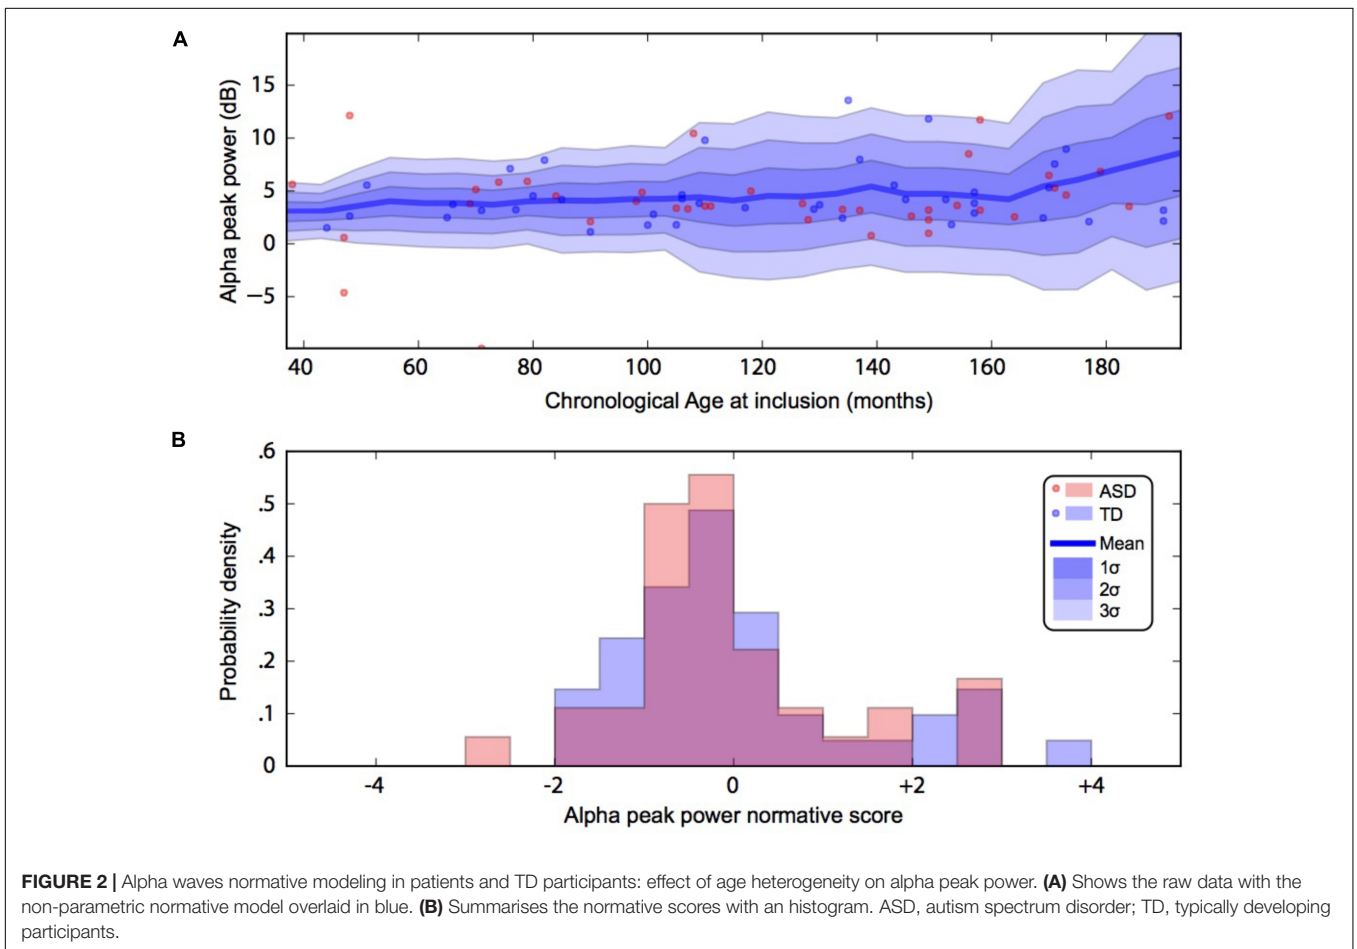 A
Alpha peak power (dB)
15
10
5
0
−5
40 60 80 100 120 140 160 180
Chronological Age at inclusion (months)
B
Probability density
.6
.5
.4
.3
.2
.1
0
ASD
TD
Mean
1σ
2σ
3σ
-4 -2 0 +2 +4
Alpha peak power normative score
FIGURE 2 | Alpha waves normative modeling in patients and TD participants: effect of age heterogeneity on alpha peak power. (A) Shows the raw data with the
non-parametric normative model overlaid in blue. (B) Summarises the normative scores with an histogram. ASD, autism spectrum disorder; TD, typically developing
participants.